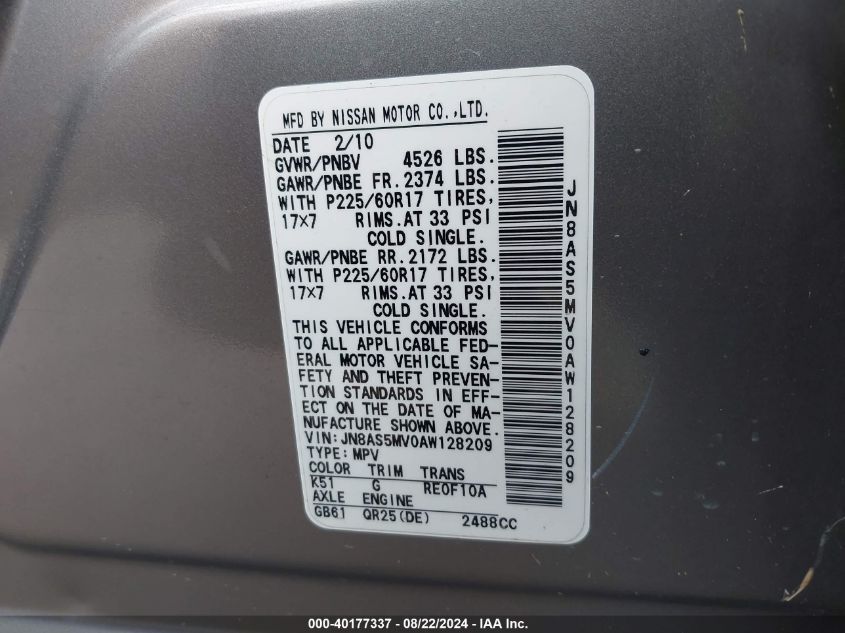 MFD BY NISSAN MOTOR CO.,LTD.
DATE 2/10
GVWR/PNBV 4526 LBS.
GAWR/PNBE FR. 2374 LBS.
WITH P225/60R17 TIRES,
17×7 RIMS.AT 33 PSI
COLD SINGLE.
GAWR/PNBE RR. 2172 LBS.
WITH P225/60R17 TIRES,
17×7 RIMS.AT 33 PSI
COLD SINGLE.
THIS VEHICLE CONFORMS
TO ALL APPLICABLE FED-
ERAL MOTOR VEHICLE SA-
FETY AND THEFT PREVEN-
TION STANDARDS IN EFF-
ECT ON THE DATE OF MA-
NUFACTURE SHOWN ABOVE.
VIN:JN8AS5MV0AW128209
TYPE:MPV
COLOR TRIM TRANS
K51 G RE0F10A
AXLE ENGINE
GB61 QR25(DE) 2488CC
JN8AS5MV0AW128209
000-40177337 - 08/22/2024 - IAA Inc.